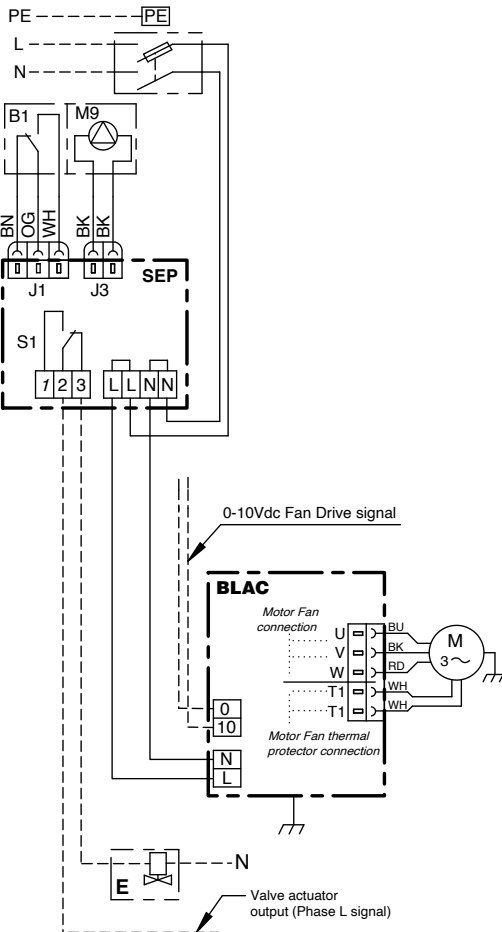 PE PE
L
N
B1 M9
BN OG WH BK BK
SEP
J1 J3
S1
1 2 3 L L N N
0-10Vdc Fan Drive signal
BLAC
Motor Fan
connection
U BU
V BK
W RD
T1 WH
T1 WH
M
3~
0
10
Motor Fan thermal
protector connection
N
L
E
N
Valve actuator
output (Phase L signal)